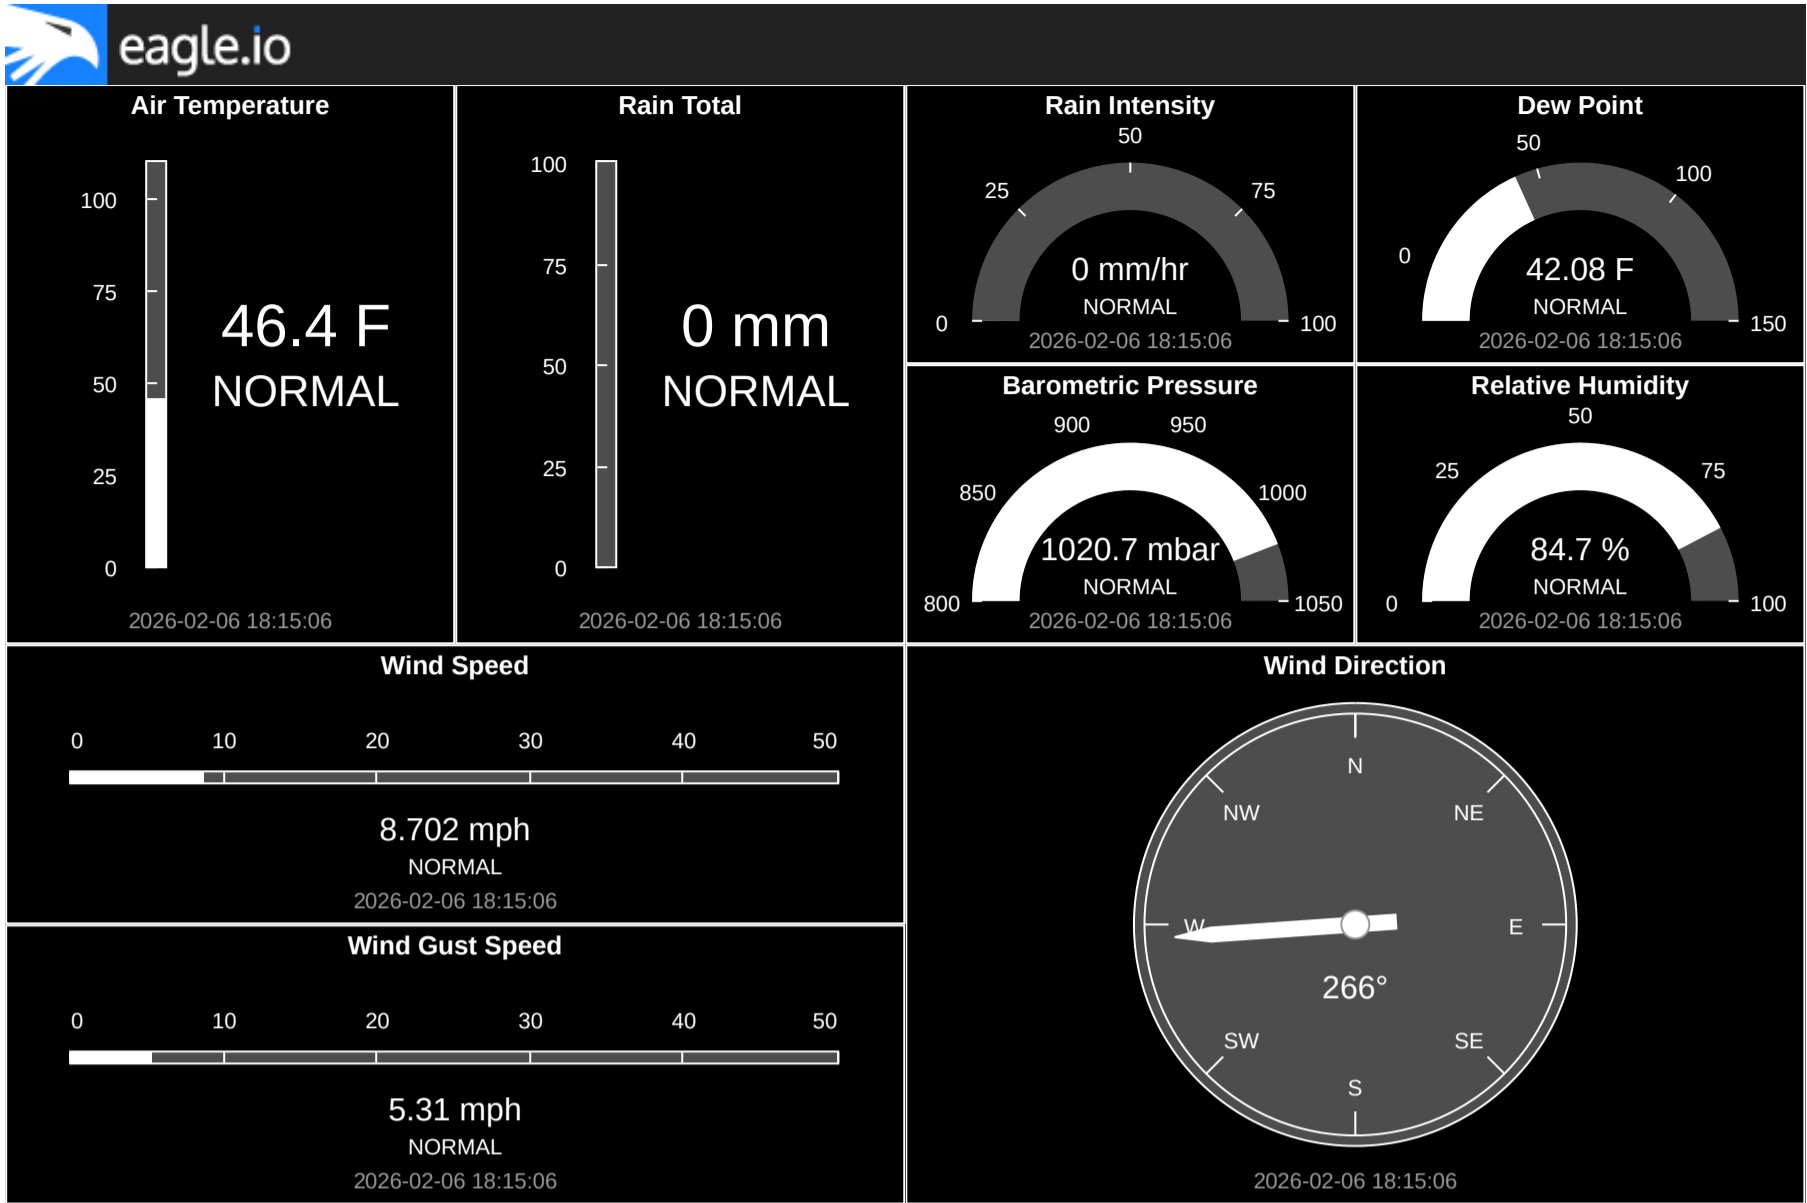 eagle.io
Air Temperature
100
75
50
25
0
46.4 F
NORMAL
2026-02-06 18:15:06
Rain Total
100
75
50
25
0
0 mm
NORMAL
2026-02-06 18:15:06
Rain Intensity
50
25
75
0
100
0 mm/hr
NORMAL
2026-02-06 18:15:06
Dew Point
50
100
0
150
42.08 F
NORMAL
2026-02-06 18:15:06
Barometric Pressure
900
950
850
1000
800
1050
1020.7 mbar
NORMAL
2026-02-06 18:15:06
Relative Humidity
50
25
75
0
100
84.7 %
NORMAL
2026-02-06 18:15:06
Wind Speed
0 10 20 30 40 50
8.702 mph
NORMAL
2026-02-06 18:15:06
Wind Gust Speed
0 10 20 30 40 50
5.31 mph
NORMAL
2026-02-06 18:15:06
Wind Direction
N
NW
NE
W
E
266°
SW
SE
S
2026-02-06 18:15:06